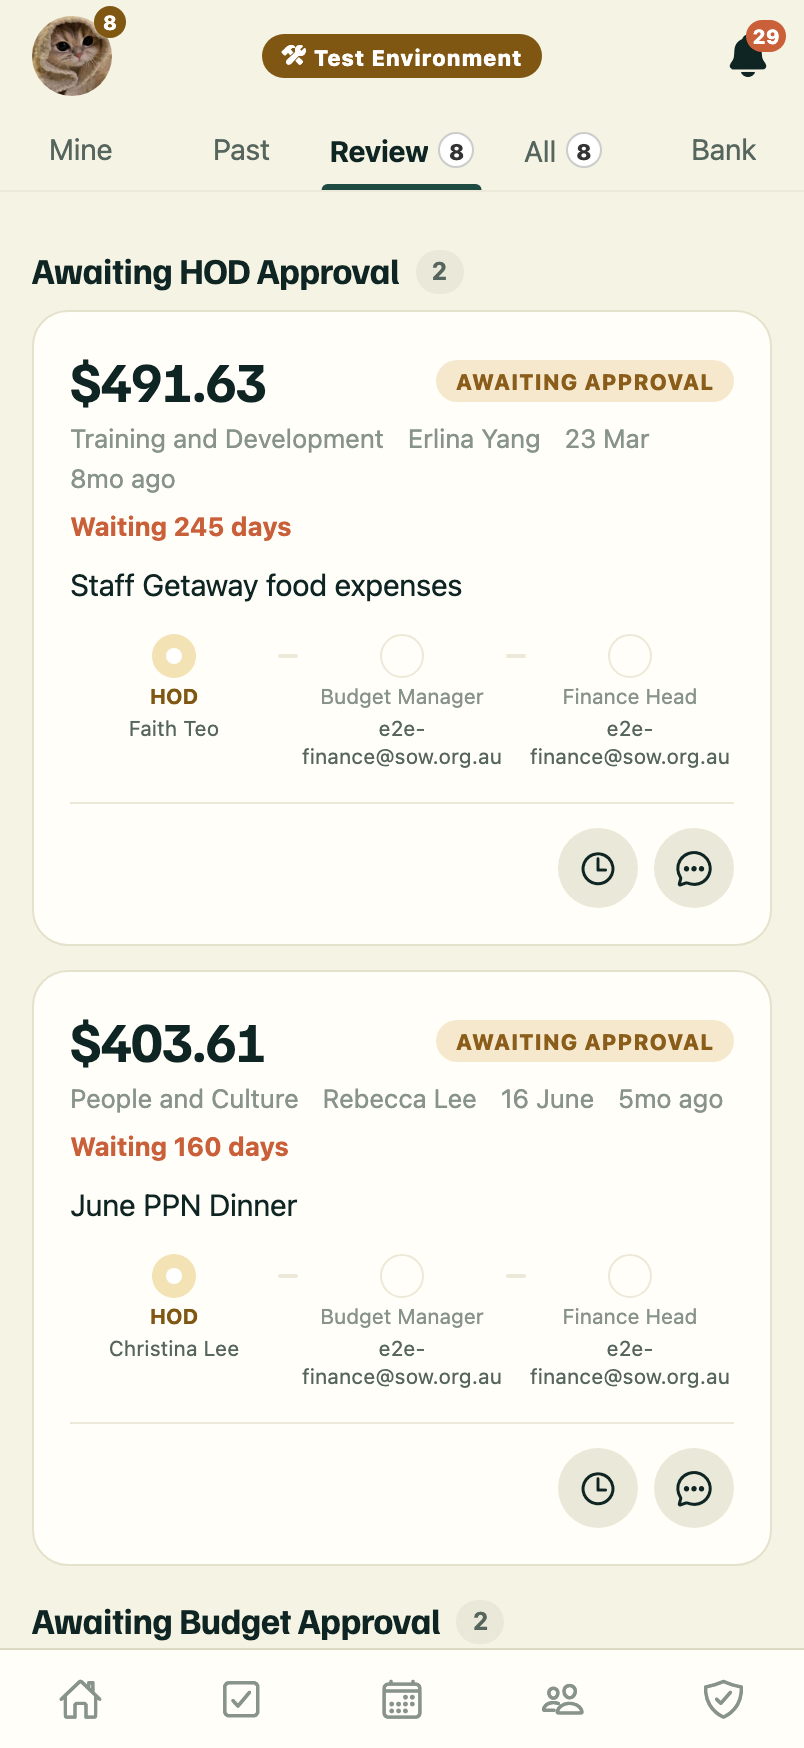 8
Test Environment
29
Mine
Past
Review 8
All 8
Bank
Awaiting HOD Approval 2
$491.63
AWAITING APPROVAL
Training and Development Erlina Yang 23 Mar
8mo ago
Waiting 245 days
Staff Getaway food expenses
HOD
Faith Teo
Budget Manager
e2e-
finance@sow.org.au
Finance Head
e2e-
finance@sow.org.au
$403.61
AWAITING APPROVAL
People and Culture Rebecca Lee 16 June 5mo ago
Waiting 160 days
June PPN Dinner
HOD
Christina Lee
Budget Manager
e2e-
finance@sow.org.au
Finance Head
e2e-
finance@sow.org.au
Awaiting Budget Approval 2